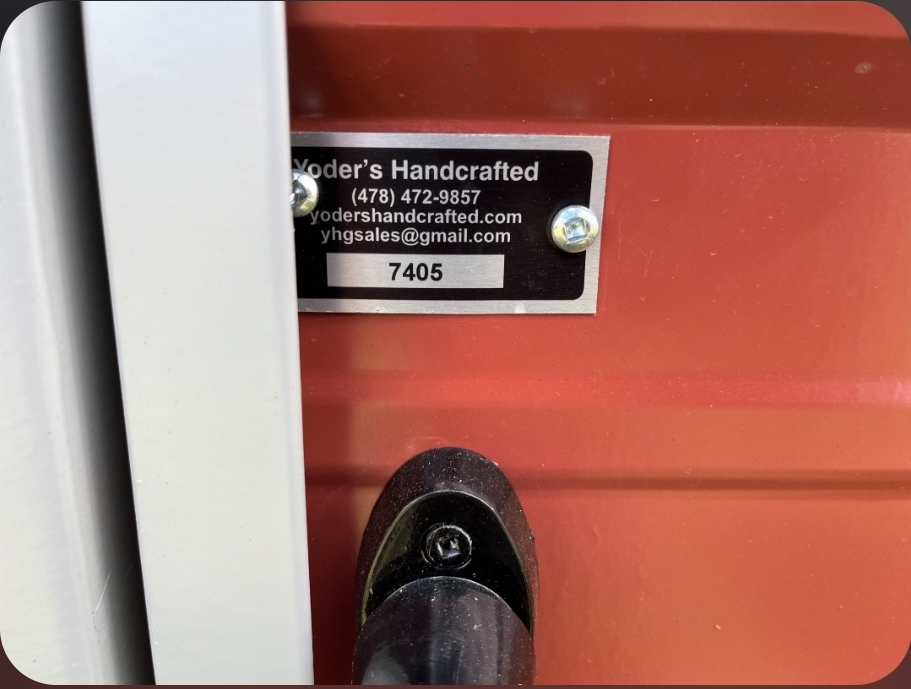 Yoder's Handcrafted
(478) 472-9857
yodershandcrafted.com
yhgsales@gmail.com
7405